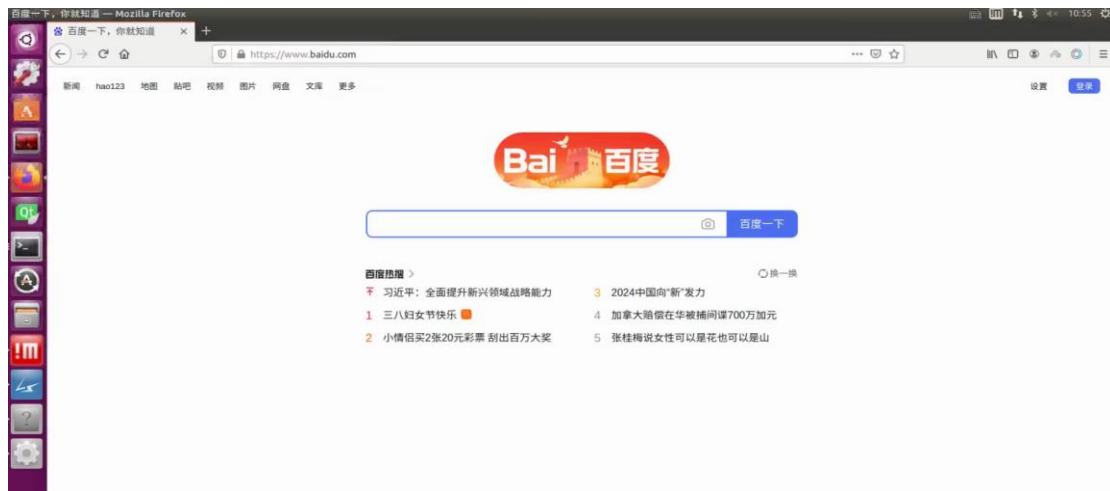 百度一下，你就知道 — Mozilla Firefox
10:55
百度一下，你就知道
https://www.baidu.com
新闻 hao123 地图 贴吧 视频 图片 网盘 文库 更多
设置 登录
Bai 百度
百度一下
百度热搜
换一换
习近平：全面提升新兴领域战略能力
1 三八妇女节快乐
2 小情侣买2张20元彩票 刮出百万大奖
3 2024中国向"新"发力
4 加拿大赔偿在华被捕间谍700万加元
5 张桂梅说女性可以是花也可以是山